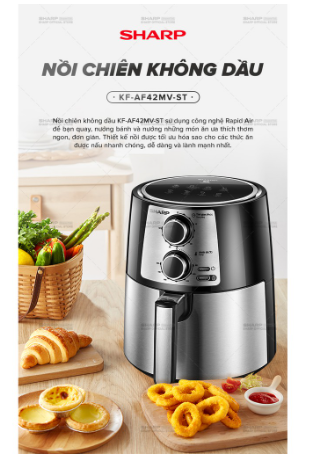 SHARP
NỒI CHIÊN KHÔNG DẦU
KF-AF42MV-ST
Nồi chiên không dầu KF-AF42MV-ST sử dụng công nghệ Rapid Air
để bạn quay, nướng bánh và nướng những món ăn ưa thích thơm
ngon, đơn giản. Thiết kế nồi được tối ưu hóa sao cho các thức ăn
được nấu nhanh chóng, dễ dàng và lành mạnh nhất.
SHARP